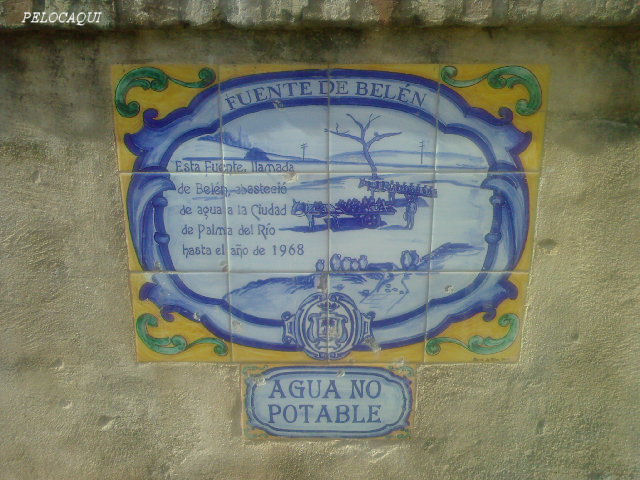 PELOCAQUI
FUENTE DE BELÉN
Esta Fuente, llamada
de Belén, abasteció
de agua a la Ciudad
de Palma del Río
hasta el año de 1968
AGUA NO
POTABLE